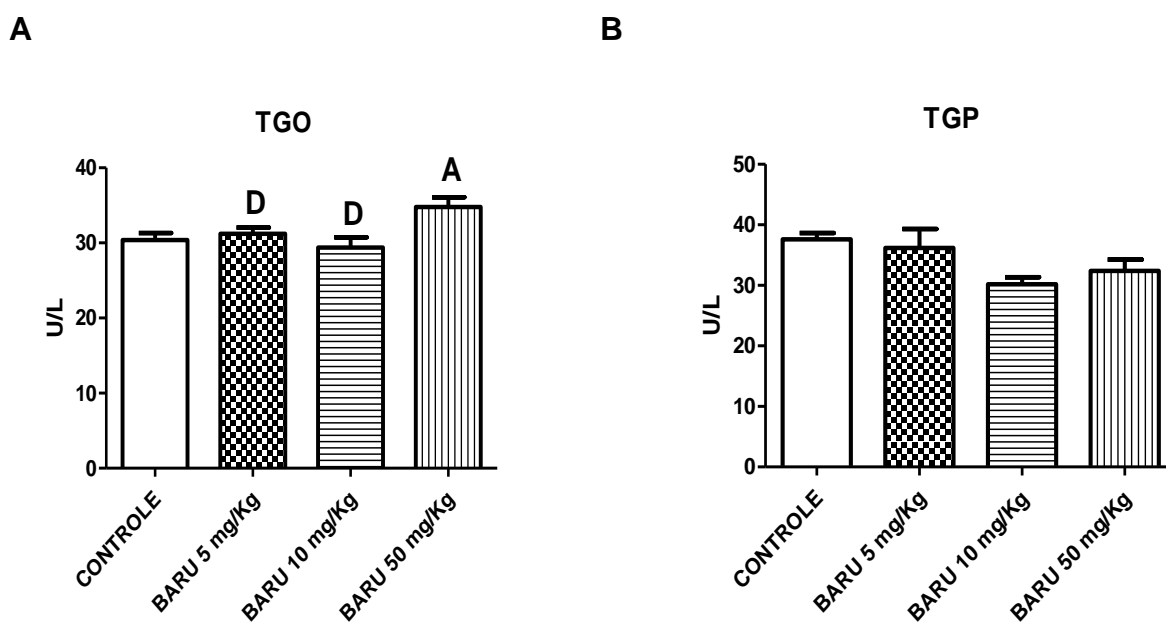 A
TGO
U/L
40
30
20
10
0
D
D
A
CONTROLE
BARU 5 mg/Kg
BARU 10 mg/Kg
BARU 50 mg/Kg
B
TGP
U/L
50
40
30
20
10
0
CONTROLE
BARU 5 mg/Kg
BARU 10 mg/Kg
BARU 50 mg/Kg